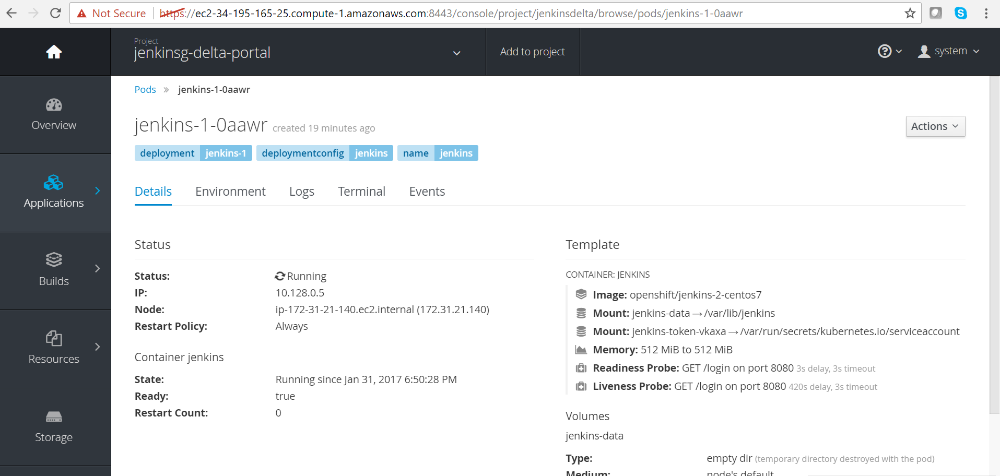 Not Secure https://ec2-34-195-165-25.compute-1.amazonaws.com:8443/console/project/jenkinsdelta/browse/pods/jenkins-1-0aawr
Project
jenkinsg-delta-portal
Add to project
system
Pods » jenkins-1-0aawr
jenkins-1-0aawr created 19 minutes ago
Actions
deployment jenkins-1 deploymentconfig jenkins name jenkins
Details Environment Logs Terminal Events
Overview
Applications
Builds
Resources
Storage
Status
Status: Running
IP: 10.128.0.5
Node: ip-172-31-21-140.ec2.internal (172.31.21.140)
Restart Policy: Always
Container jenkins
State: Running since Jan 31, 2017 6:50:28 PM
Ready: true
Restart Count: 0
Template
CONTAINER: JENKINS
Image: openshift/jenkins-2-centos7
Mount: jenkins-data → /var/lib/jenkins
Mount: jenkins-token-vkaxa → /var/run/secrets/kubernetes.io/serviceaccount
Memory: 512 MiB to 512 MiB
Readiness Probe: GET /login on port 8080 3s delay, 3s timeout
Liveness Probe: GET /login on port 8080 420s delay, 3s timeout
Volumes
jenkins-data
Type: empty dir (temporary directory destroyed with the pod)
Medium: node's default